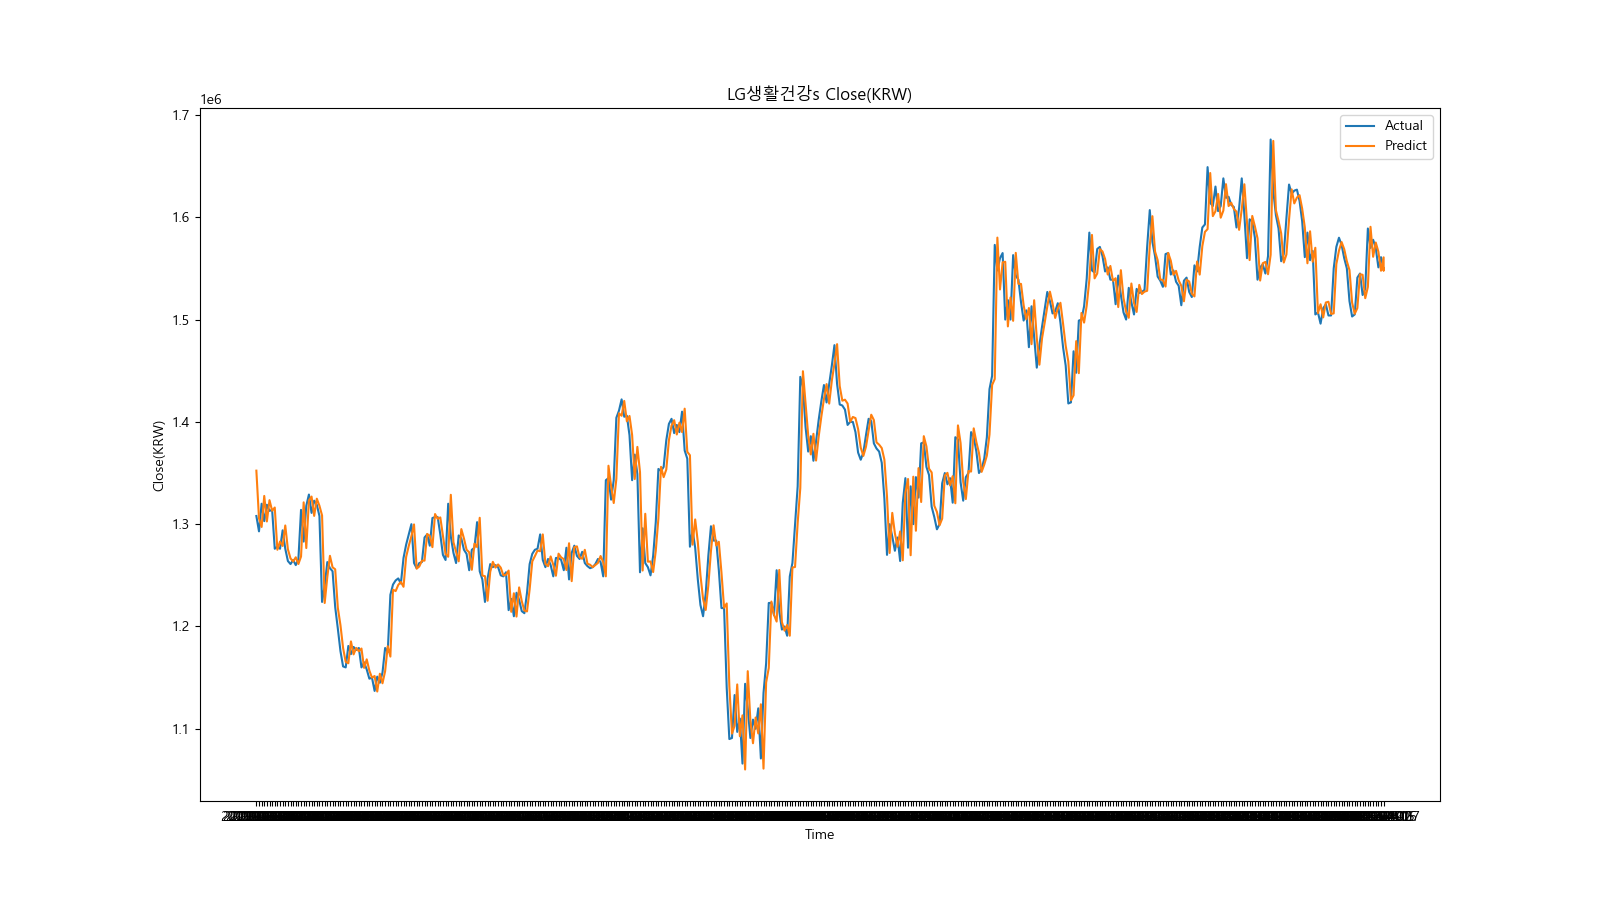 LG생활건강s Close(KRW)
1e6
1.7
1.6
1.5
1.4
1.3
1.2
1.1
Close(KRW)
Actual
Predict
Time